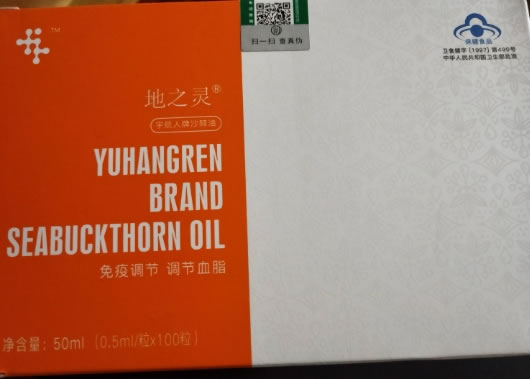 TM
扫一扫 查真伪
保健食品
卫食健字(1997)第490号
中华人民共和国卫生部批准
地之灵®
宇航人牌沙棘油
YUHANGREN
BRAND
SEABUCKTHORN OIL
免疫调节 调节血脂
净含量：50ml（0.5ml/粒x100粒）